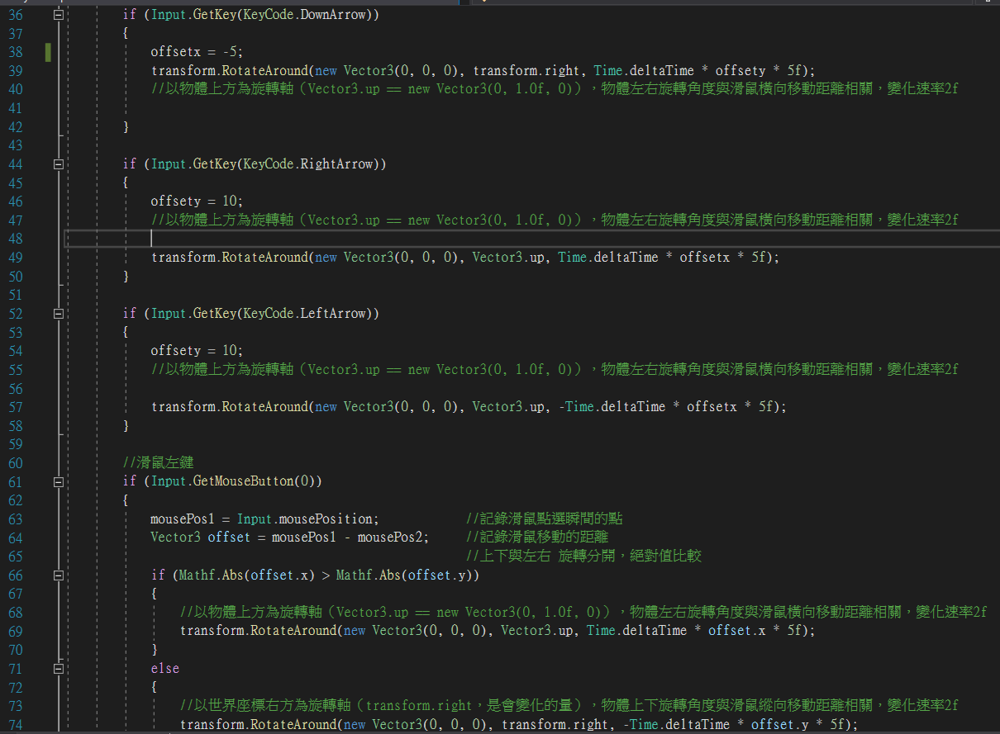 36 if (Input.GetKey(KeyCode.DownArrow))
37 {
38 offsetx = -5;
39 transform.RotateAround(new Vector3(0, 0, 0), transform.right, Time.deltaTime * offsety * 5f);
40 //以物體上方為旋轉軸（Vector3.up == new Vector3(0, 1.0f, 0)），物體左右旋轉角度與滑鼠橫向移動距離相關，變化速率2f
41
42 }
43
44 if (Input.GetKey(KeyCode.RightArrow))
45 {
46 offsety = 10;
47 //以物體上方為旋轉軸（Vector3.up == new Vector3(0, 1.0f, 0)），物體左右旋轉角度與滑鼠橫向移動距離相關，變化速率2f
48
49 transform.RotateAround(new Vector3(0, 0, 0), Vector3.up, Time.deltaTime * offsetx * 5f);
50 }
51
52 if (Input.GetKey(KeyCode.LeftArrow))
53 {
54 offsety = 10;
55 //以物體上方為旋轉軸（Vector3.up == new Vector3(0, 1.0f, 0)），物體左右旋轉角度與滑鼠橫向移動距離相關，變化速率2f
56
57 transform.RotateAround(new Vector3(0, 0, 0), Vector3.up, -Time.deltaTime * offsetx * 5f);
58 }
59
60 //滑鼠左鍵
61 if (Input.GetMouseButton(0))
62 {
63 mousePos1 = Input.mousePosition; //記錄滑鼠點選瞬間的點
64 Vector3 offset = mousePos1 - mousePos2; //記錄滑鼠移動的距離
65 //上下與左右 旋轉分開，絕對值比較
66 if (Mathf.Abs(offset.x) > Mathf.Abs(offset.y))
67 {
68 //以物體上方為旋轉軸（Vector3.up == new Vector3(0, 1.0f, 0)），物體左右旋轉角度與滑鼠橫向移動距離相關，變化速率2f
69 transform.RotateAround(new Vector3(0, 0, 0), Vector3.up, Time.deltaTime * offset.x * 5f);
70 }
71 else
72 {
73 //以世界座標右方為旋轉軸（transform.right，是會變化的量），物體上下旋轉角度與滑鼠縱向移動距離相關，變化速率2f
74 transform.RotateAround(new Vector3(0, 0, 0), transform.right, -Time.deltaTime * offset.y * 5f);